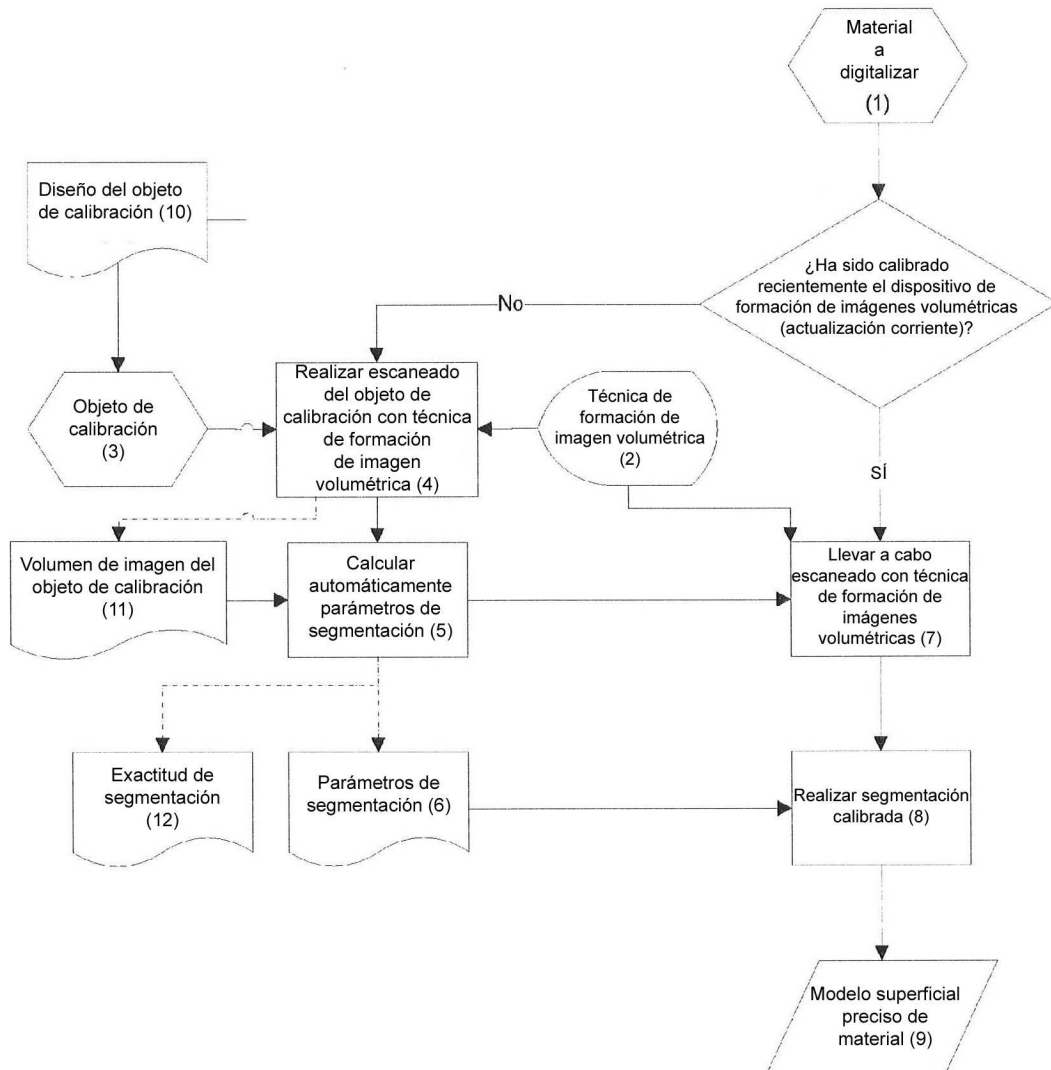 Material
a
digitalizar
(1)
Diseño del objeto
de calibración (10)
¿Ha sido calibrado
recientemente el dispositivo de
formación de imágenes volumétricas
(actualización corriente)?
No
Realizar escaneado
del objeto de
calibración con técnica
de formación
de imagen
volumétrica (4)
Técnica de
formación de
imagen volumétrica
(2)
Objeto de
calibración
(3)
SÍ
Volumen de imagen del
objeto de calibración
(11)
Calcular
automáticamente
parámetros de
segmentación (5)
Llevar a cabo
escaneado con técnica
de formación de
imágenes
volumétricas (7)
Exactitud de
segmentación
(12)
Parámetros de
segmentación (6)
Realizar segmentación
calibrada (8)
Modelo superficial
preciso de
material (9)